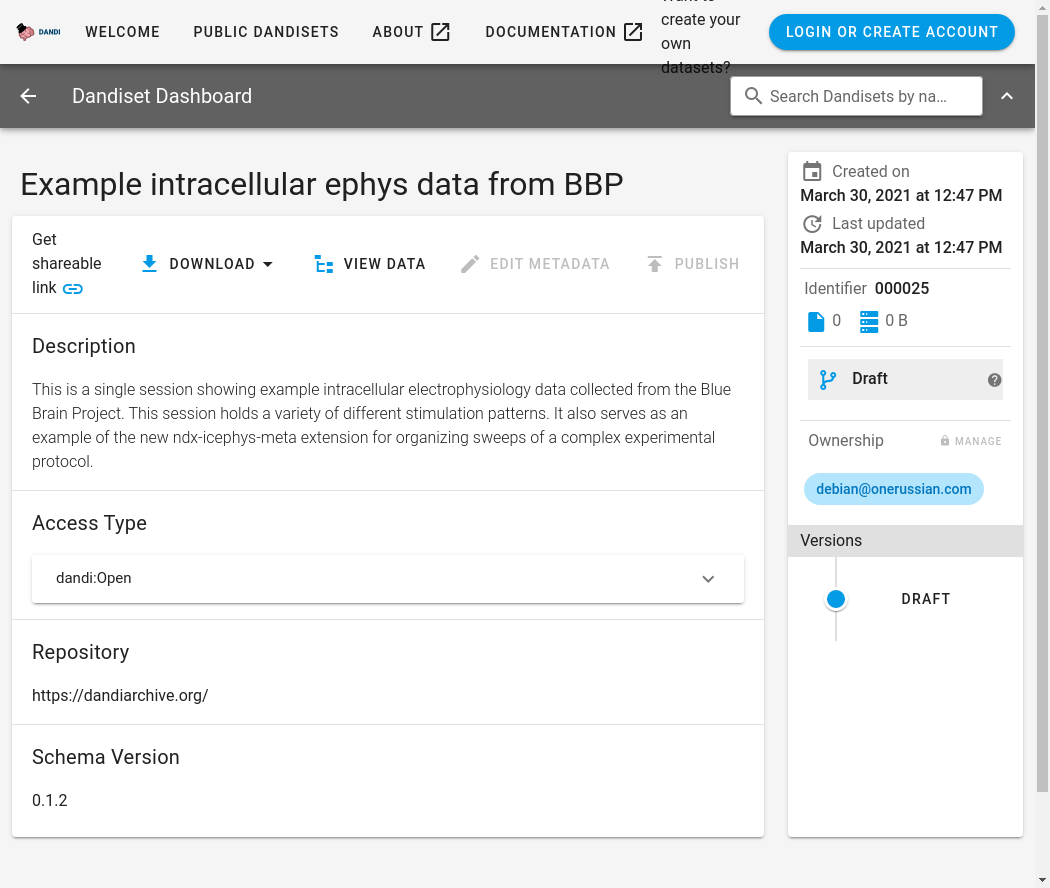 DANDI
WELCOME
PUBLIC DANDISETS
ABOUT
DOCUMENTATION
Want to
create your
own
datasets?
LOGIN OR CREATE ACCOUNT
Dandiset Dashboard
Search Dandisets by na…
Example intracellular ephys data from BBP
Get
shareable
link
DOWNLOAD
VIEW DATA
EDIT METADATA
PUBLISH
Description
This is a single session showing example intracellular electrophysiology data collected from the Blue
Brain Project. This session holds a variety of different stimulation patterns. It also serves as an
example of the new ndx-icephys-meta extension for organizing sweeps of a complex experimental
protocol.
Access Type
dandi:Open
Repository
https://dandiarchive.org/
Schema Version
0.1.2
Created on
March 30, 2021 at 12:47 PM
Last updated
March 30, 2021 at 12:47 PM
Identifier 000025
0 0 B
Draft
Ownership MANAGE
debian@onerussian.com
Versions
DRAFT